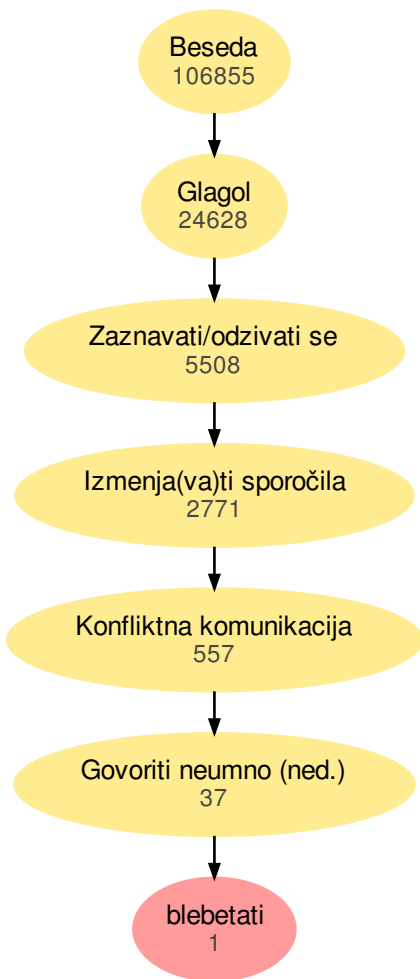 Beseda
106855
Glagol
24628
Zaznavati/odzivati se
5508
Izmenja(va)ti sporočila
2771
Konfliktna komunikacija
557
Govoriti neumno (ned.)
37
blebetati
1